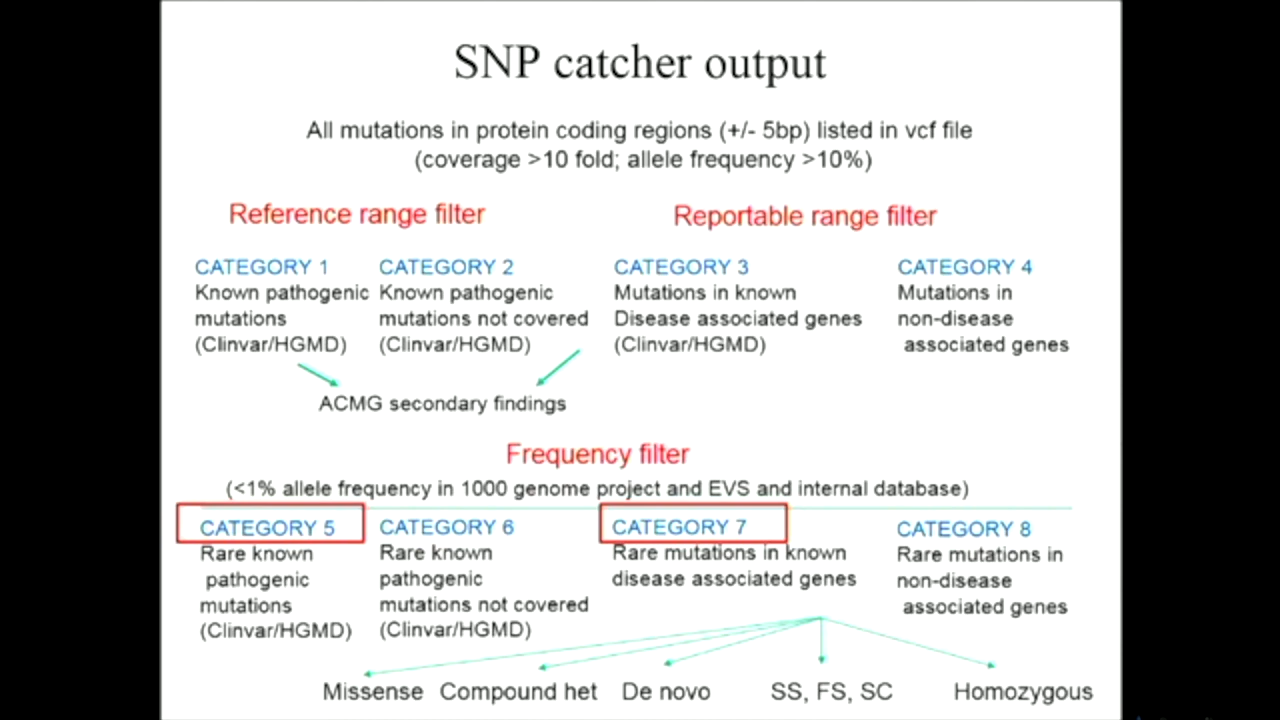 SNP catcher output
All mutations in protein coding regions (+/- 5bp) listed in vcf file
(coverage >10 fold; allele frequency >10%)
Reference range filter
Reportable range filter
CATEGORY 1
Known pathogenic
mutations
(Clinvar/HGMD)
CATEGORY 2
Known pathogenic
mutations not covered
(Clinvar/HGMD)
CATEGORY 3
Mutations in known
Disease associated genes
(Clinvar/HGMD)
CATEGORY 4
Mutations in
non-disease
associated genes
ACMG secondary findings
Frequency filter
(<1% allele frequency in 1000 genome project and EVS and internal database)
CATEGORY 5
Rare known
pathogenic
mutations
(Clinvar/HGMD)
CATEGORY 6
Rare known
pathogenic
mutations not covered
(Clinvar/HGMD)
CATEGORY 7
Rare mutations in known
disease associated genes
CATEGORY 8
Rare mutations in
non-disease
associated genes
Missense
Compound het
De novo
SS, FS, SC
Homozygous